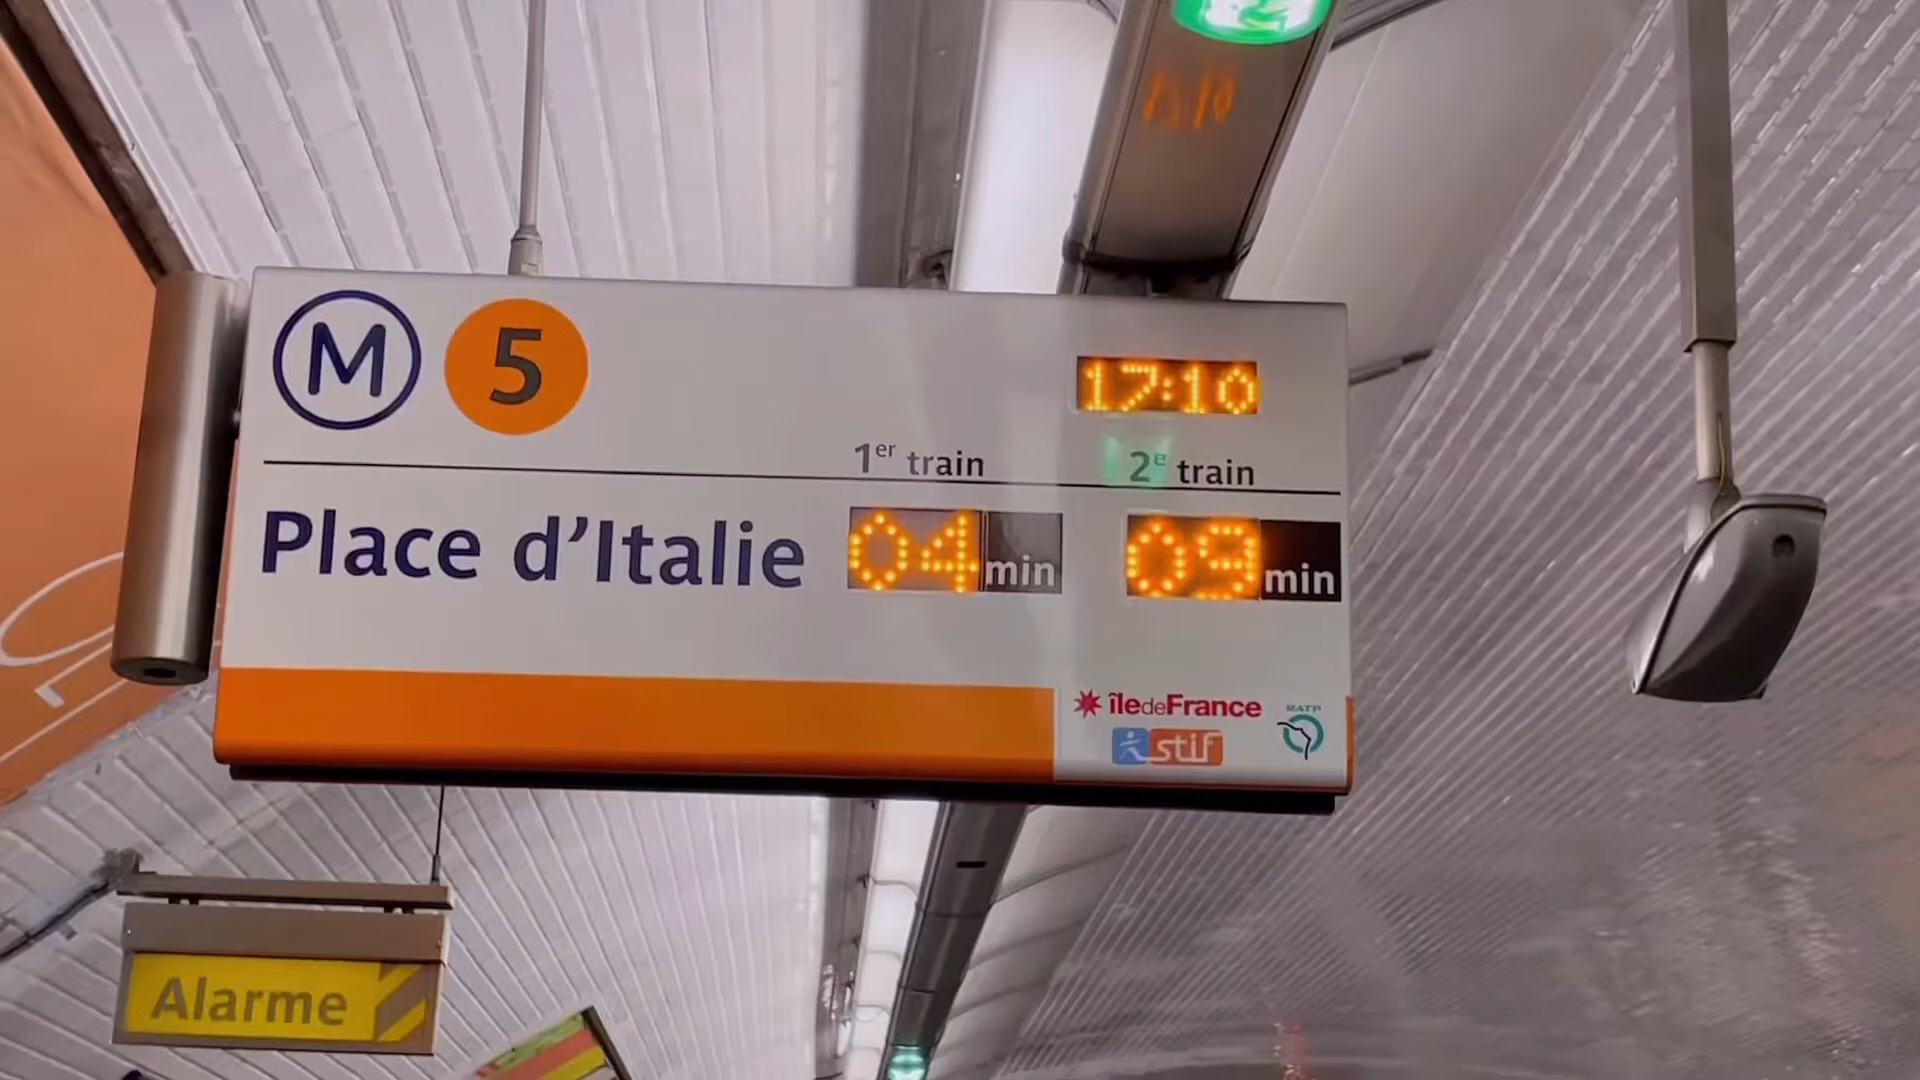 M 5
17:10
1er train 2e train
Place d'Italie 04 min 09 min
îledeFrance
stif
RATP
Alarme